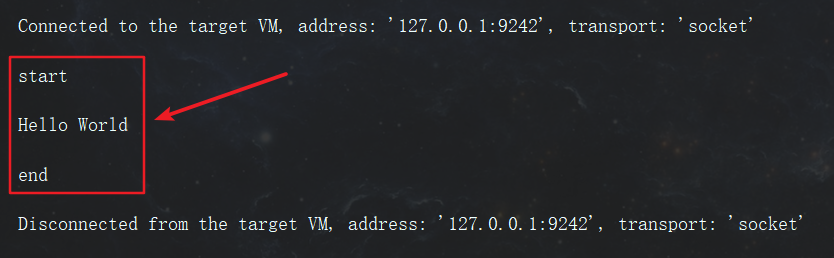 Connected to the target VM, address: '127.0.0.1:9242', transport: 'socket'
start
Hello World
end
Disconnected from the target VM, address: '127.0.0.1:9242', transport: 'socket'